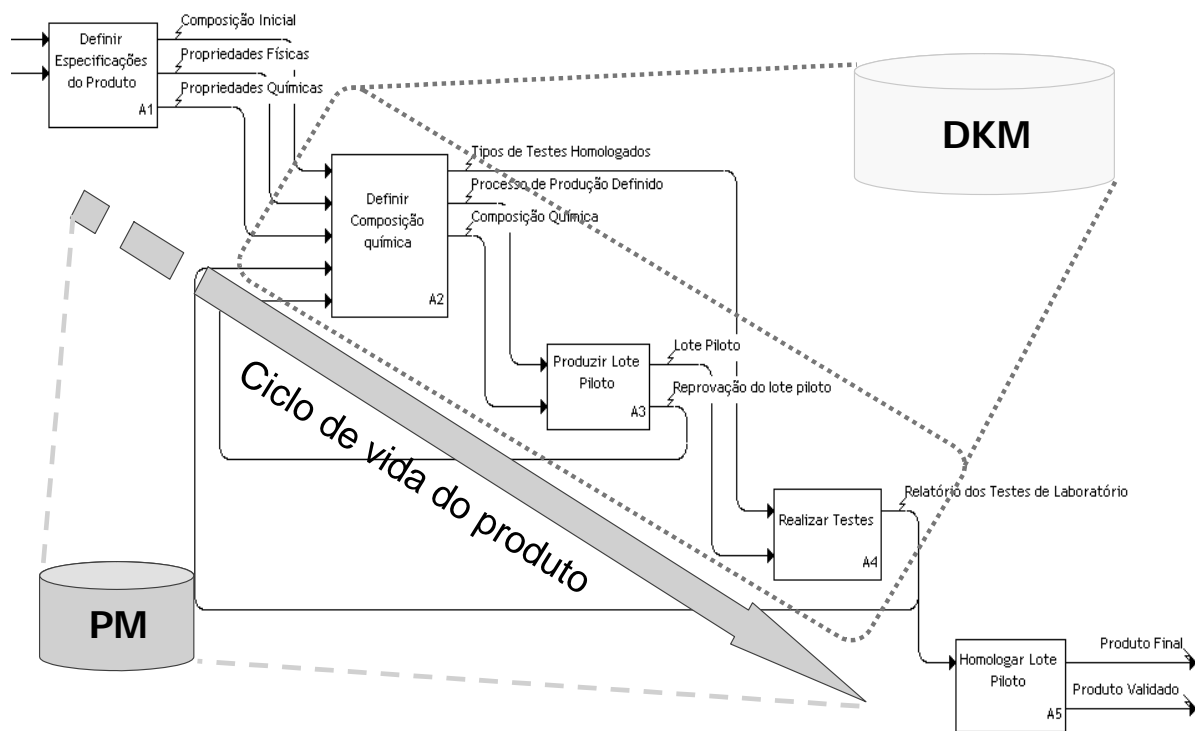 Composição Inicial
Definir
Especificações
do Produto
A1
Propriedades Físicas
Propriedades Químicas
DKM
Tipos de Testes Homologados
Processo de Produção Definido
Composição Química
Definir
Composição
química
A2
Lote Piloto
Produzir Lote
Piloto
A3
Reprovação do lote piloto
Ciclo de vida do produto
Relatório dos Testes de Laboratório
Realizar Testes
A4
PM
Homologar Lote
Piloto
A5
Produto Final
Produto Validado